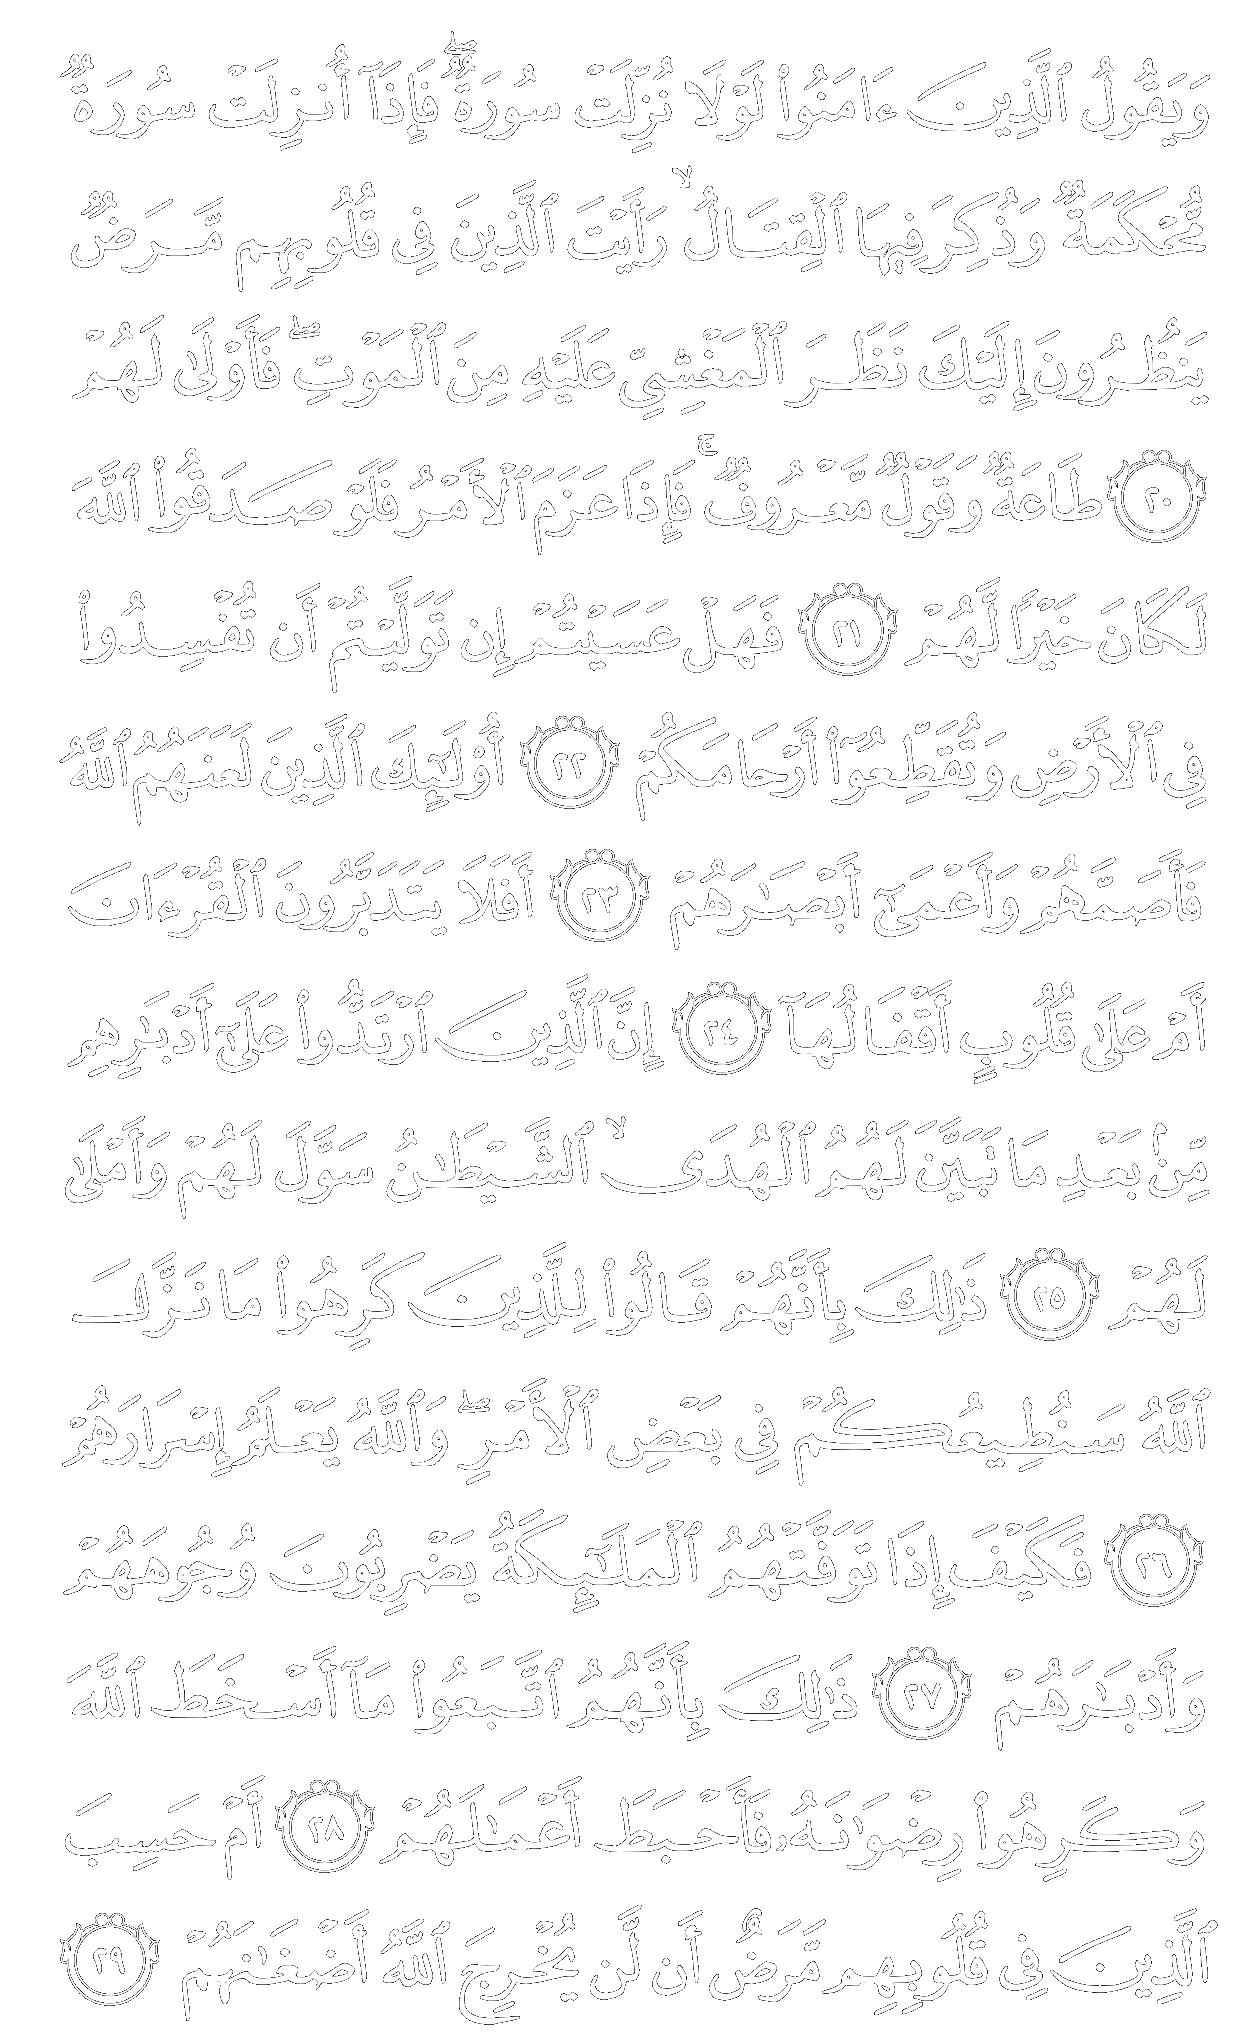 وَيَقُولُ ٱلَّذِينَ ءَامَنُوا۟ لَوْلَا نُزِّلَتْ سُورَةٌ ۖ فَإِذَآ أُنزِلَتْ سُورَةٌ
مُّحْكَمَةٌ وَذُكِرَ فِيهَا ٱلْقِتَالُ ۙ رَأَيْتَ ٱلَّذِينَ فِى قُلُوبِهِم مَّرَضٌ
يَنظُرُونَ إِلَيْكَ نَظَرَ ٱلْمَغْشِىِّ عَلَيْهِ مِنَ ٱلْمَوْتِ ۖ فَأَوْلَىٰ لَهُمْ
٢٠ طَاعَةٌ وَقَوْلٌ مَّعْرُوفٌ ۚ فَإِذَا عَزَمَ ٱلْأَمْرُ فَلَوْ صَدَقُوا۟ ٱللَّهَ
لَكَانَ خَيْرًا لَّهُمْ ٢١ فَهَلْ عَسَيْتُمْ إِن تَوَلَّيْتُمْ أَن تُفْسِدُوا۟
فِى ٱلْأَرْضِ وَتُقَطِّعُوٓا۟ أَرْحَامَكُمْ ٢٢ أُو۟لَـٰٓئِكَ ٱلَّذِينَ لَعَنَهُمُ ٱللَّهُ
فَأَصَمَّهُمْ وَأَعْمَىٰٓ أَبْصَـٰرَهُمْ ٢٣ أَفَلَا يَتَدَبَّرُونَ ٱلْقُرْءَانَ
أَمْ عَلَىٰ قُلُوبٍ أَقْفَالُهَآ ٢٤ إِنَّ ٱلَّذِينَ ٱرْتَدُّوا۟ عَلَىٰٓ أَدْبَـٰرِهِم
مِّنۢ بَعْدِ مَا تَبَيَّنَ لَهُمُ ٱلْهُدَى ۙ ٱلشَّيْطَـٰنُ سَوَّلَ لَهُمْ وَأَمْلَىٰ
لَهُمْ ٢٥ ذَٰلِكَ بِأَنَّهُمْ قَالُوا۟ لِلَّذِينَ كَرِهُوا۟ مَا نَزَّلَ
ٱللَّهُ سَنُطِيعُكُمْ فِى بَعْضِ ٱلْأَمْرِ ۖ وَٱللَّهُ يَعْلَمُ إِسْرَارَهُمْ
٢٦ فَكَيْفَ إِذَا تَوَفَّتْهُمُ ٱلْمَلَـٰٓئِكَةُ يَضْرِبُونَ وُجُوهَهُمْ
وَأَدْبَـٰرَهُمْ ٢٧ ذَٰلِكَ بِأَنَّهُمُ ٱتَّبَعُوا۟ مَآ أَسْخَطَ ٱللَّهَ
وَكَرِهُوا۟ رِضْوَٰنَهُۥ فَأَحْبَطَ أَعْمَـٰلَهُمْ ٢٨ أَمْ حَسِبَ
ٱلَّذِينَ فِى قُلُوبِهِم مَّرَضٌ أَن لَّن يُخْرِجَ ٱللَّهُ أَضْغَـٰنَهُمْ ٢٩